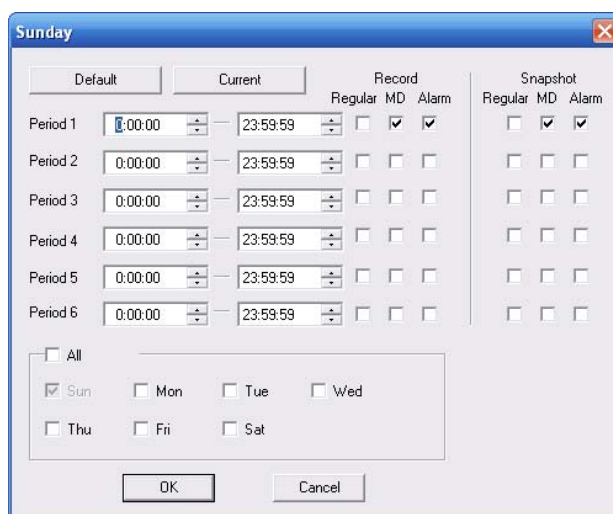 Sunday
Default Current Record Snapshot
Regular MD Alarm Regular MD Alarm
Period 1 0:00:00 — 23:59:59
Period 2 0:00:00 — 23:59:59
Period 3 0:00:00 — 23:59:59
Period 4 0:00:00 — 23:59:59
Period 5 0:00:00 — 23:59:59
Period 6 0:00:00 — 23:59:59
All
Sun Mon Tue Wed
Thu Fri Sat
OK Cancel